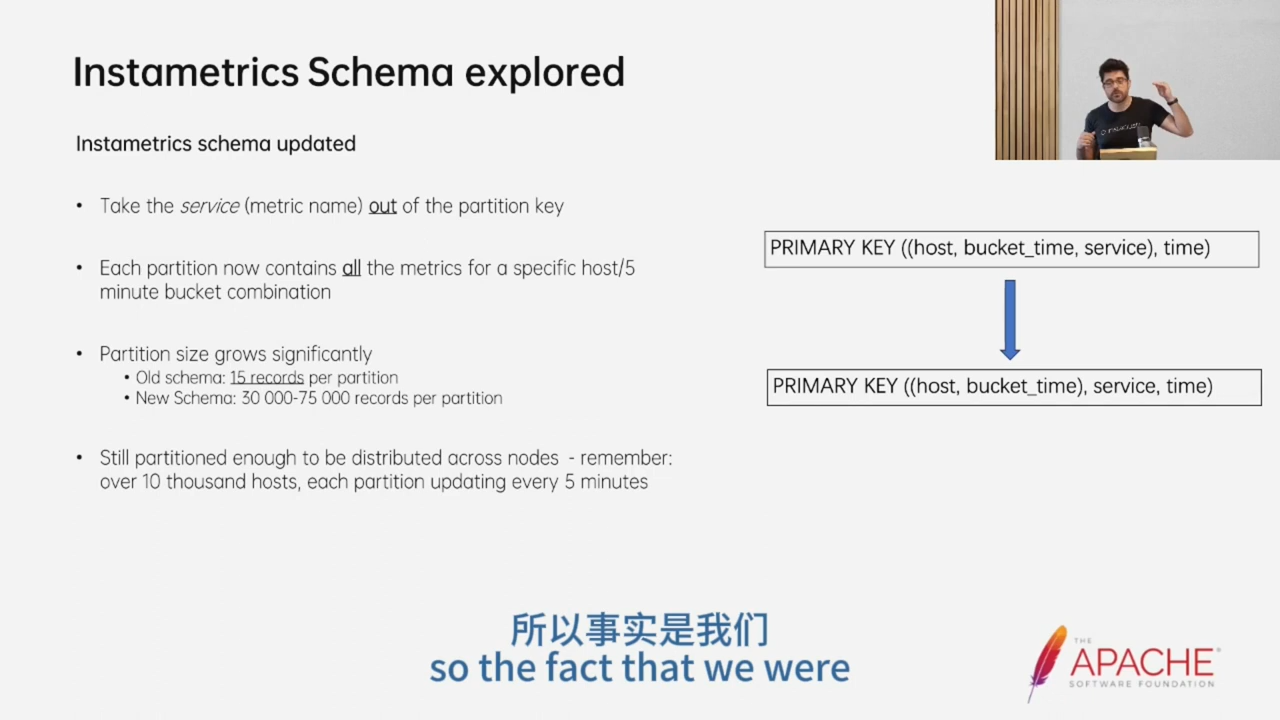 Instametrics Schema explored
Instametrics schema updated
• Take the service (metric name) out of the partition key
• Each partition now contains all the metrics for a specific host/5
minute bucket combination
• Partition size grows significantly
• Old schema: 15 records per partition
• New Schema: 30 000-75 000 records per partition
• Still partitioned enough to be distributed across nodes - remember:
over 10 thousand hosts, each partition updating every 5 minutes
PRIMARY KEY ((host, bucket_time, service), time)
PRIMARY KEY ((host, bucket_time), service, time)
所以事实是我们
so the fact that we were
THE
APACHE®
SOFTWARE FOUNDATION